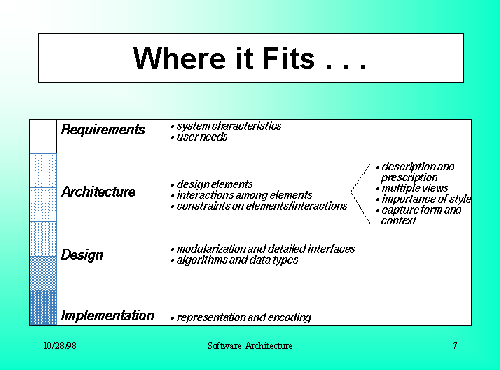 Where it Fits . . .
Requirements
• system characteristics
• user needs
Architecture
• design elements
• interactions among elements
• constraints on elements/interactions
• description and
prescription
• multiple views
• importance of style
• capture form and
context
Design
• modularization and detailed interfaces
• algorithms and data types
Implementation
• representation and encoding
10/28/98
Software Architecture
7